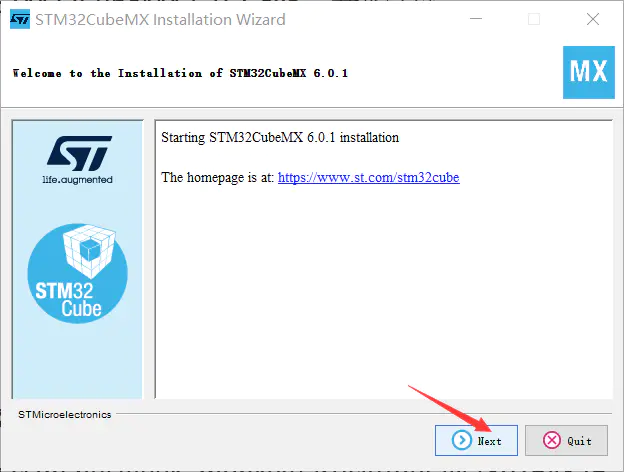 STM32CubeMX Installation Wizard
Welcome to the Installation of STM32CubeMX 6.0.1
MX
ST
life.augmented
STM32
Cube
Starting STM32CubeMX 6.0.1 installation
The homepage is at: https://www.st.com/stm32cube
STMicroelectronics
Next
Quit